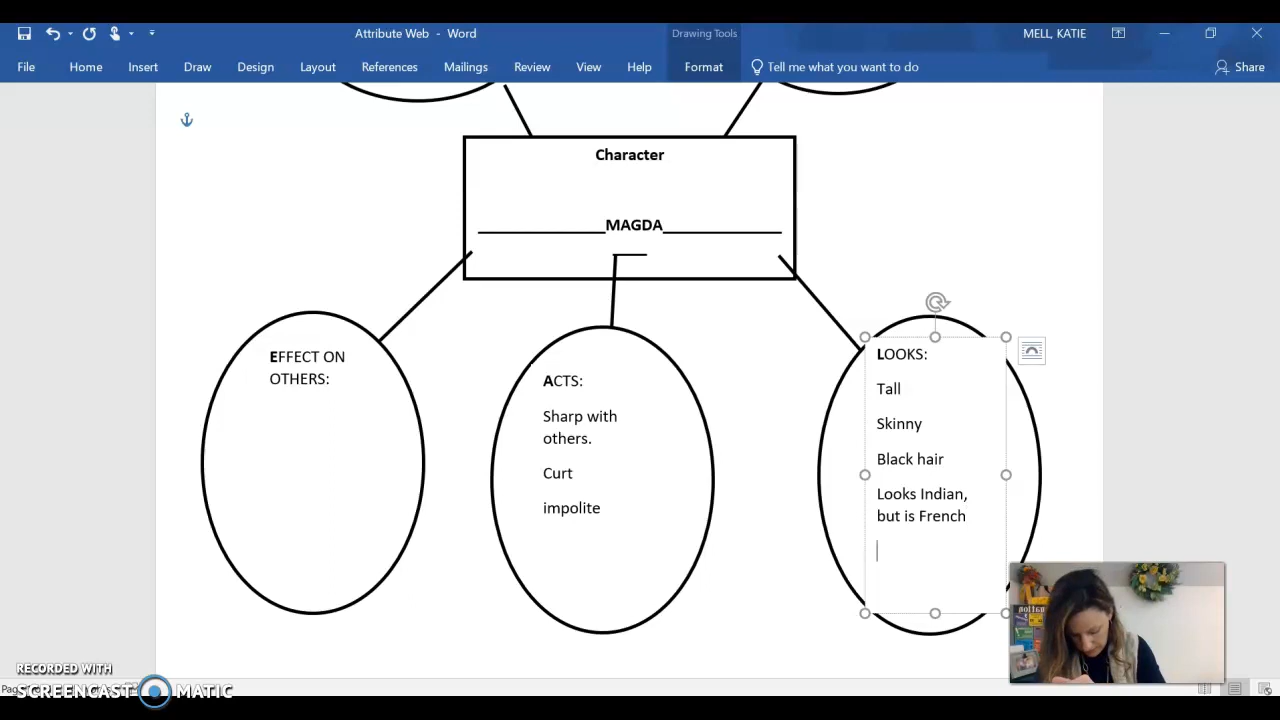 Attribute Web - Word
Drawing Tools
MELL, KATIE
File Home Insert Draw Design Layout References Mailings Review View Help Format Tell me what you want to do Share
Character
MAGDA
EFFECT ON
OTHERS:
ACTS:
Sharp with
others.
Curt
impolite
LOOKS:
Tall
Skinny
Black hair
Looks Indian,
but is French
RECORDED WITH
SCREENCAST MATIC